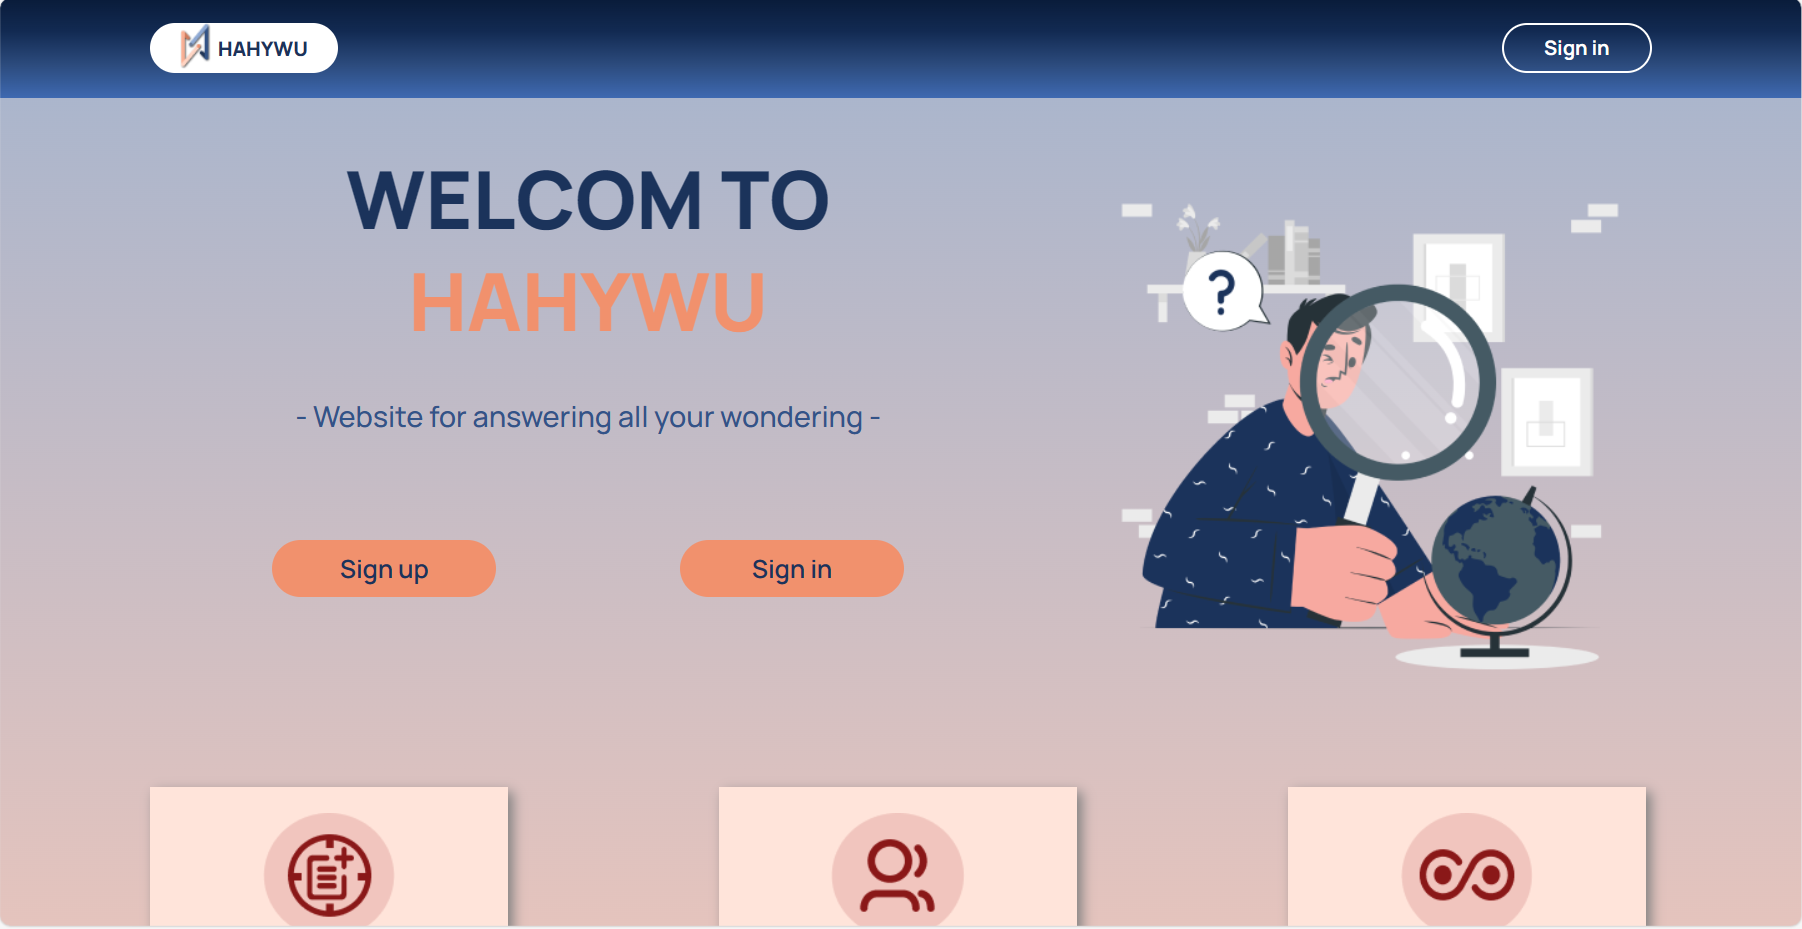 HAHYWU
Sign in
WELCOM TO
HAHYWU
- Website for answering all your wondering -
?
Sign up
Sign in